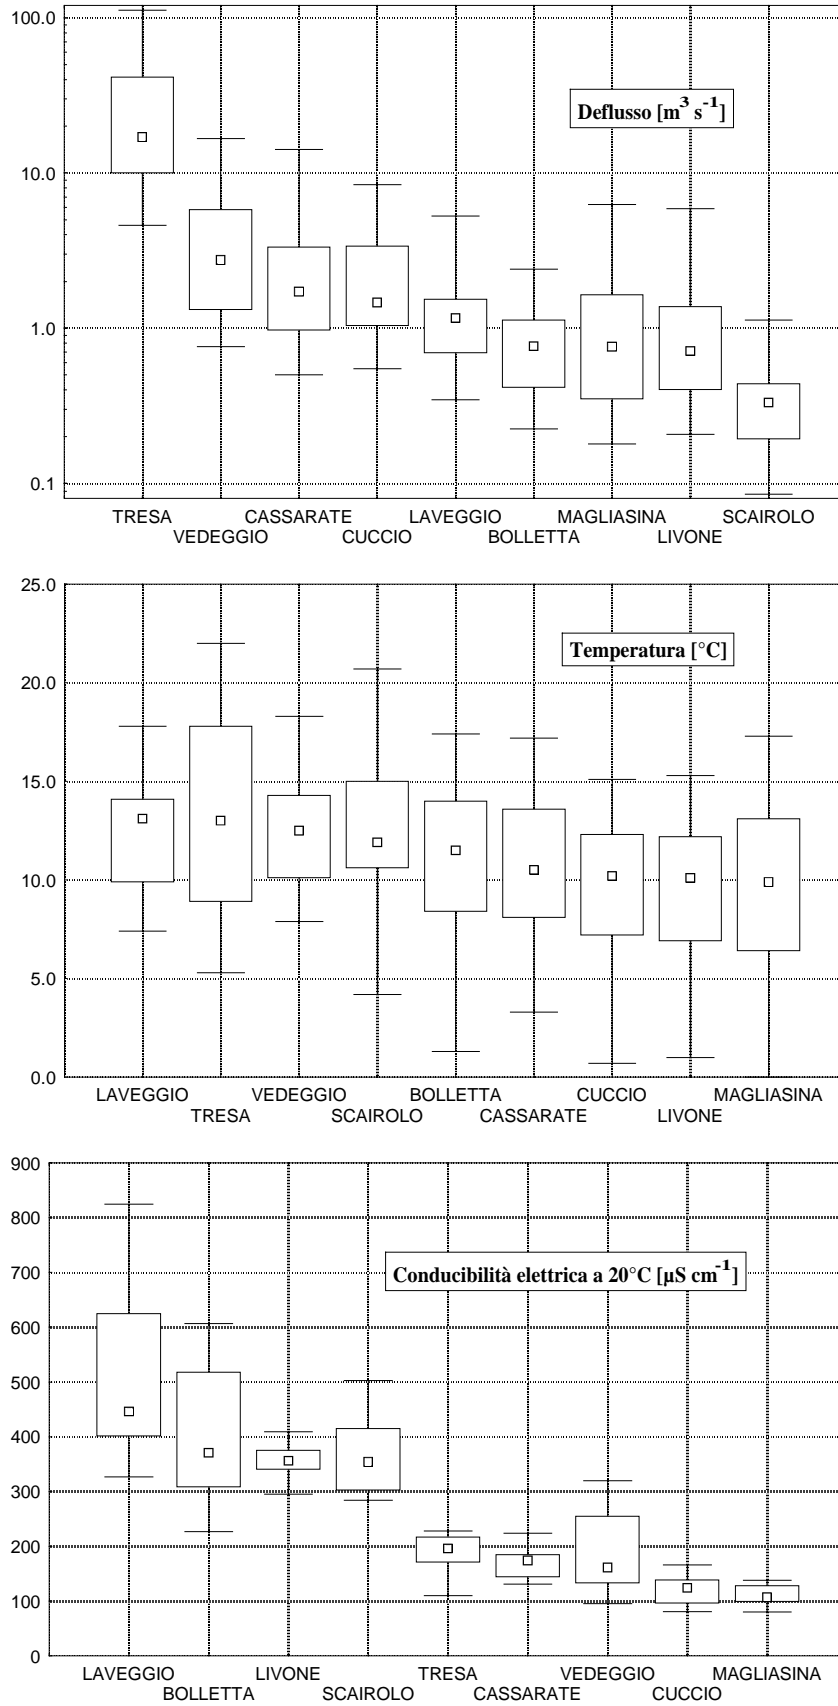 100.0
Deflusso [m³ s⁻¹]
10.0
1.0
0.1
TRESA CASSARATE LAVEGGIO MAGLIASINA SCAIROLO
VEDEGGIO CUCCIO BOLLETTA LIVONE
25.0
Temperatura [°C]
20.0
15.0
10.0
5.0
0.0
LAVEGGIO VEDEGGIO BOLLETTA CUCCIO MAGLIASINA
TRESA SCAIROLO CASSARATE LIVONE
900
800
Conducibilità elettrica a 20°C [µS cm⁻¹]
700
600
500
400
300
200
100
0
LAVEGGIO LIVONE TRESA VEDEGGIO MAGLIASINA
BOLLETTA SCAIROLO CASSARATE CUCCIO